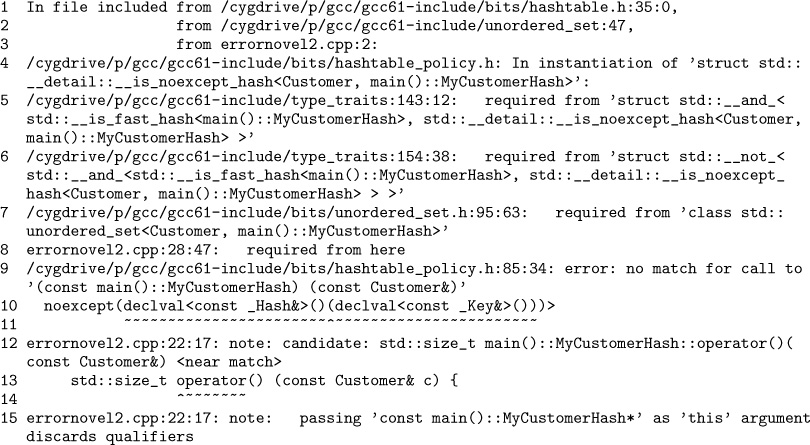 1 In file included from /cygdrive/p/gcc/gcc61-include/bits/hashtable.h:35:0,
2                  from /cygdrive/p/gcc/gcc61-include/unordered_set:47,
3                  from errornovel2.cpp:2:
4 /cygdrive/p/gcc/gcc61-include/bits/hashtable_policy.h: In instantiation of 'struct std::
__detail::__is_noexcept_hash<Customer, main()::MyCustomerHash>':
5 /cygdrive/p/gcc/gcc61-include/type_traits:143:12:   required from 'struct std::__and_<
std::__is_fast_hash<main()::MyCustomerHash>, std::__detail::__is_noexcept_hash<Customer,
main()::MyCustomerHash> >'
6 /cygdrive/p/gcc/gcc61-include/type_traits:154:38:   required from 'struct std::__not_<
std::__and_<std::__is_fast_hash<main()::MyCustomerHash>, std::__detail::__is_noexcept_
hash<Customer, main()::MyCustomerHash> > >'
7 /cygdrive/p/gcc/gcc61-include/bits/unordered_set.h:95:63:   required from 'class std::
unordered_set<Customer, main()::MyCustomerHash>'
8 errornovel2.cpp:28:47:   required from here
9 /cygdrive/p/gcc/gcc61-include/bits/hashtable_policy.h:85:34: error: no match for call to
'(const main()::MyCustomerHash) (const Customer&)'
10   noexcept(declval<const _Hash&>()(declval<const _Key&>()))>
11            ~~~~~~~~~~~~~~~~~~~~~~~^~~~~~~~~~~~~~~~~~~~~~~
12 errornovel2.cpp:22:17: note: candidate: std::size_t main()::MyCustomerHash::operator()(
const Customer&) <near match>
13      std::size_t operator() (const Customer& c) {
14                  ^~~~~~~~
15 errornovel2.cpp:22:17: note:   passing 'const main()::MyCustomerHash*' as 'this' argument
discards qualifiers